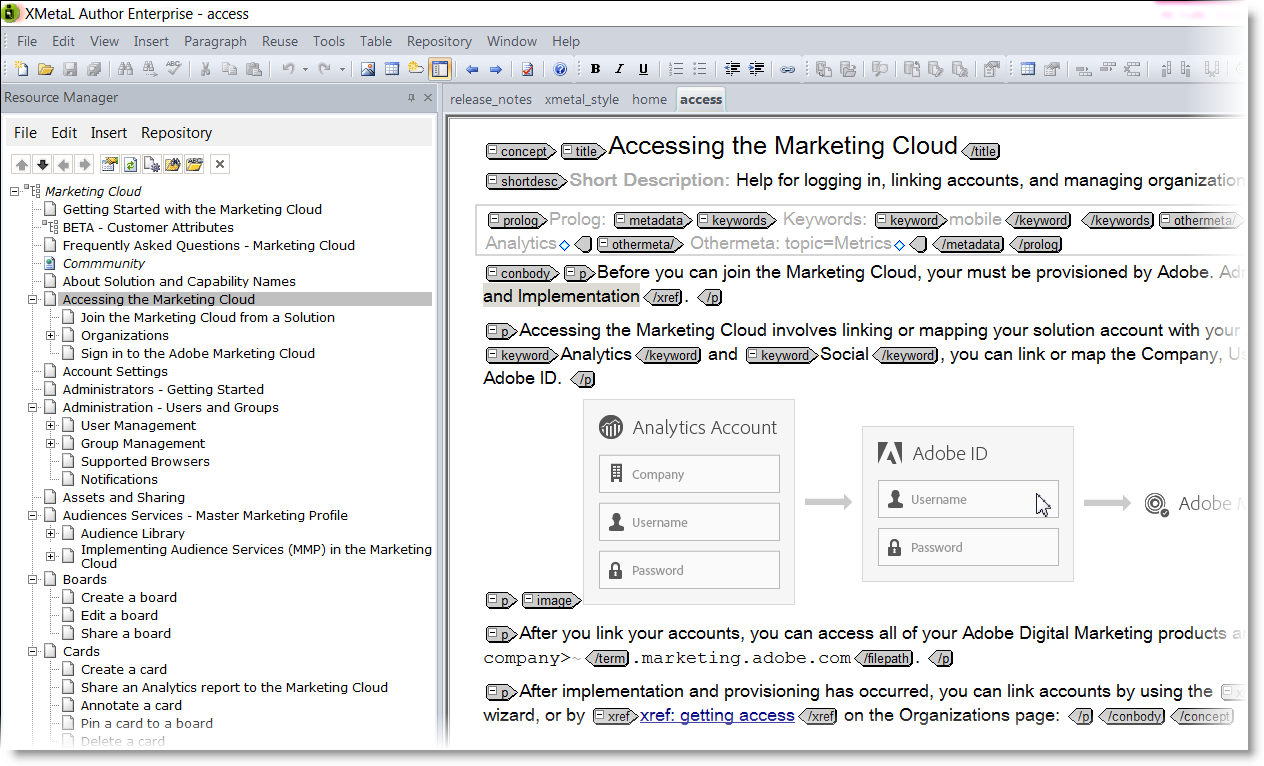 XMetaL Author Enterprise - access
File Edit View Insert Paragraph Reuse Tools Table Repository Window Help
Resource Manager
File Edit Insert Repository
Marketing Cloud
Getting Started with the Marketing Cloud
BETA - Customer Attributes
Frequently Asked Questions - Marketing Cloud
Commmunity
About Solution and Capability Names
Accessing the Marketing Cloud
Join the Marketing Cloud from a Solution
Organizations
Sign in to the Adobe Marketing Cloud
Account Settings
Administrators - Getting Started
Administration - Users and Groups
User Management
Group Management
Supported Browsers
Notifications
Assets and Sharing
Audiences Services - Master Marketing Profile
Audience Library
Implementing Audience Services (MMP) in the Marketing
Cloud
Boards
Create a board
Edit a board
Share a board
Cards
Create a card
Share an Analytics report to the Marketing Cloud
Annotate a card
Pin a card to a board
Delete a card
release_notes xmetal_style home access
concept title Accessing the Marketing Cloud /title
shortdesc Short Description: Help for logging in, linking accounts, and managing organization
prolog Prolog: metadata keywords Keywords: keyword mobile /keyword /keywords othermeta/
Analytics othermeta/ Othermeta: topic=Metrics /metadata /prolog
conbody p Before you can join the Marketing Cloud, your must be provisioned by Adobe.
and Implementation /xref . /p
p Accessing the Marketing Cloud involves linking or mapping your solution account with your
keyword Analytics /keyword and keyword Social /keyword , you can link or map the Company,
Adobe ID. /p
Analytics Account
Company
Username
Password
Adobe ID
Username
Password
Adobe
p image
p After you link your accounts, you can access all of your Adobe Digital Marketing products
company>~ /term .marketing.adobe.com /filepath . /p
p After implementation and provisioning has occurred, you can link accounts by using the
wizard, or by xref xref: getting access /xref on the Organizations page: /p /conbody /concept